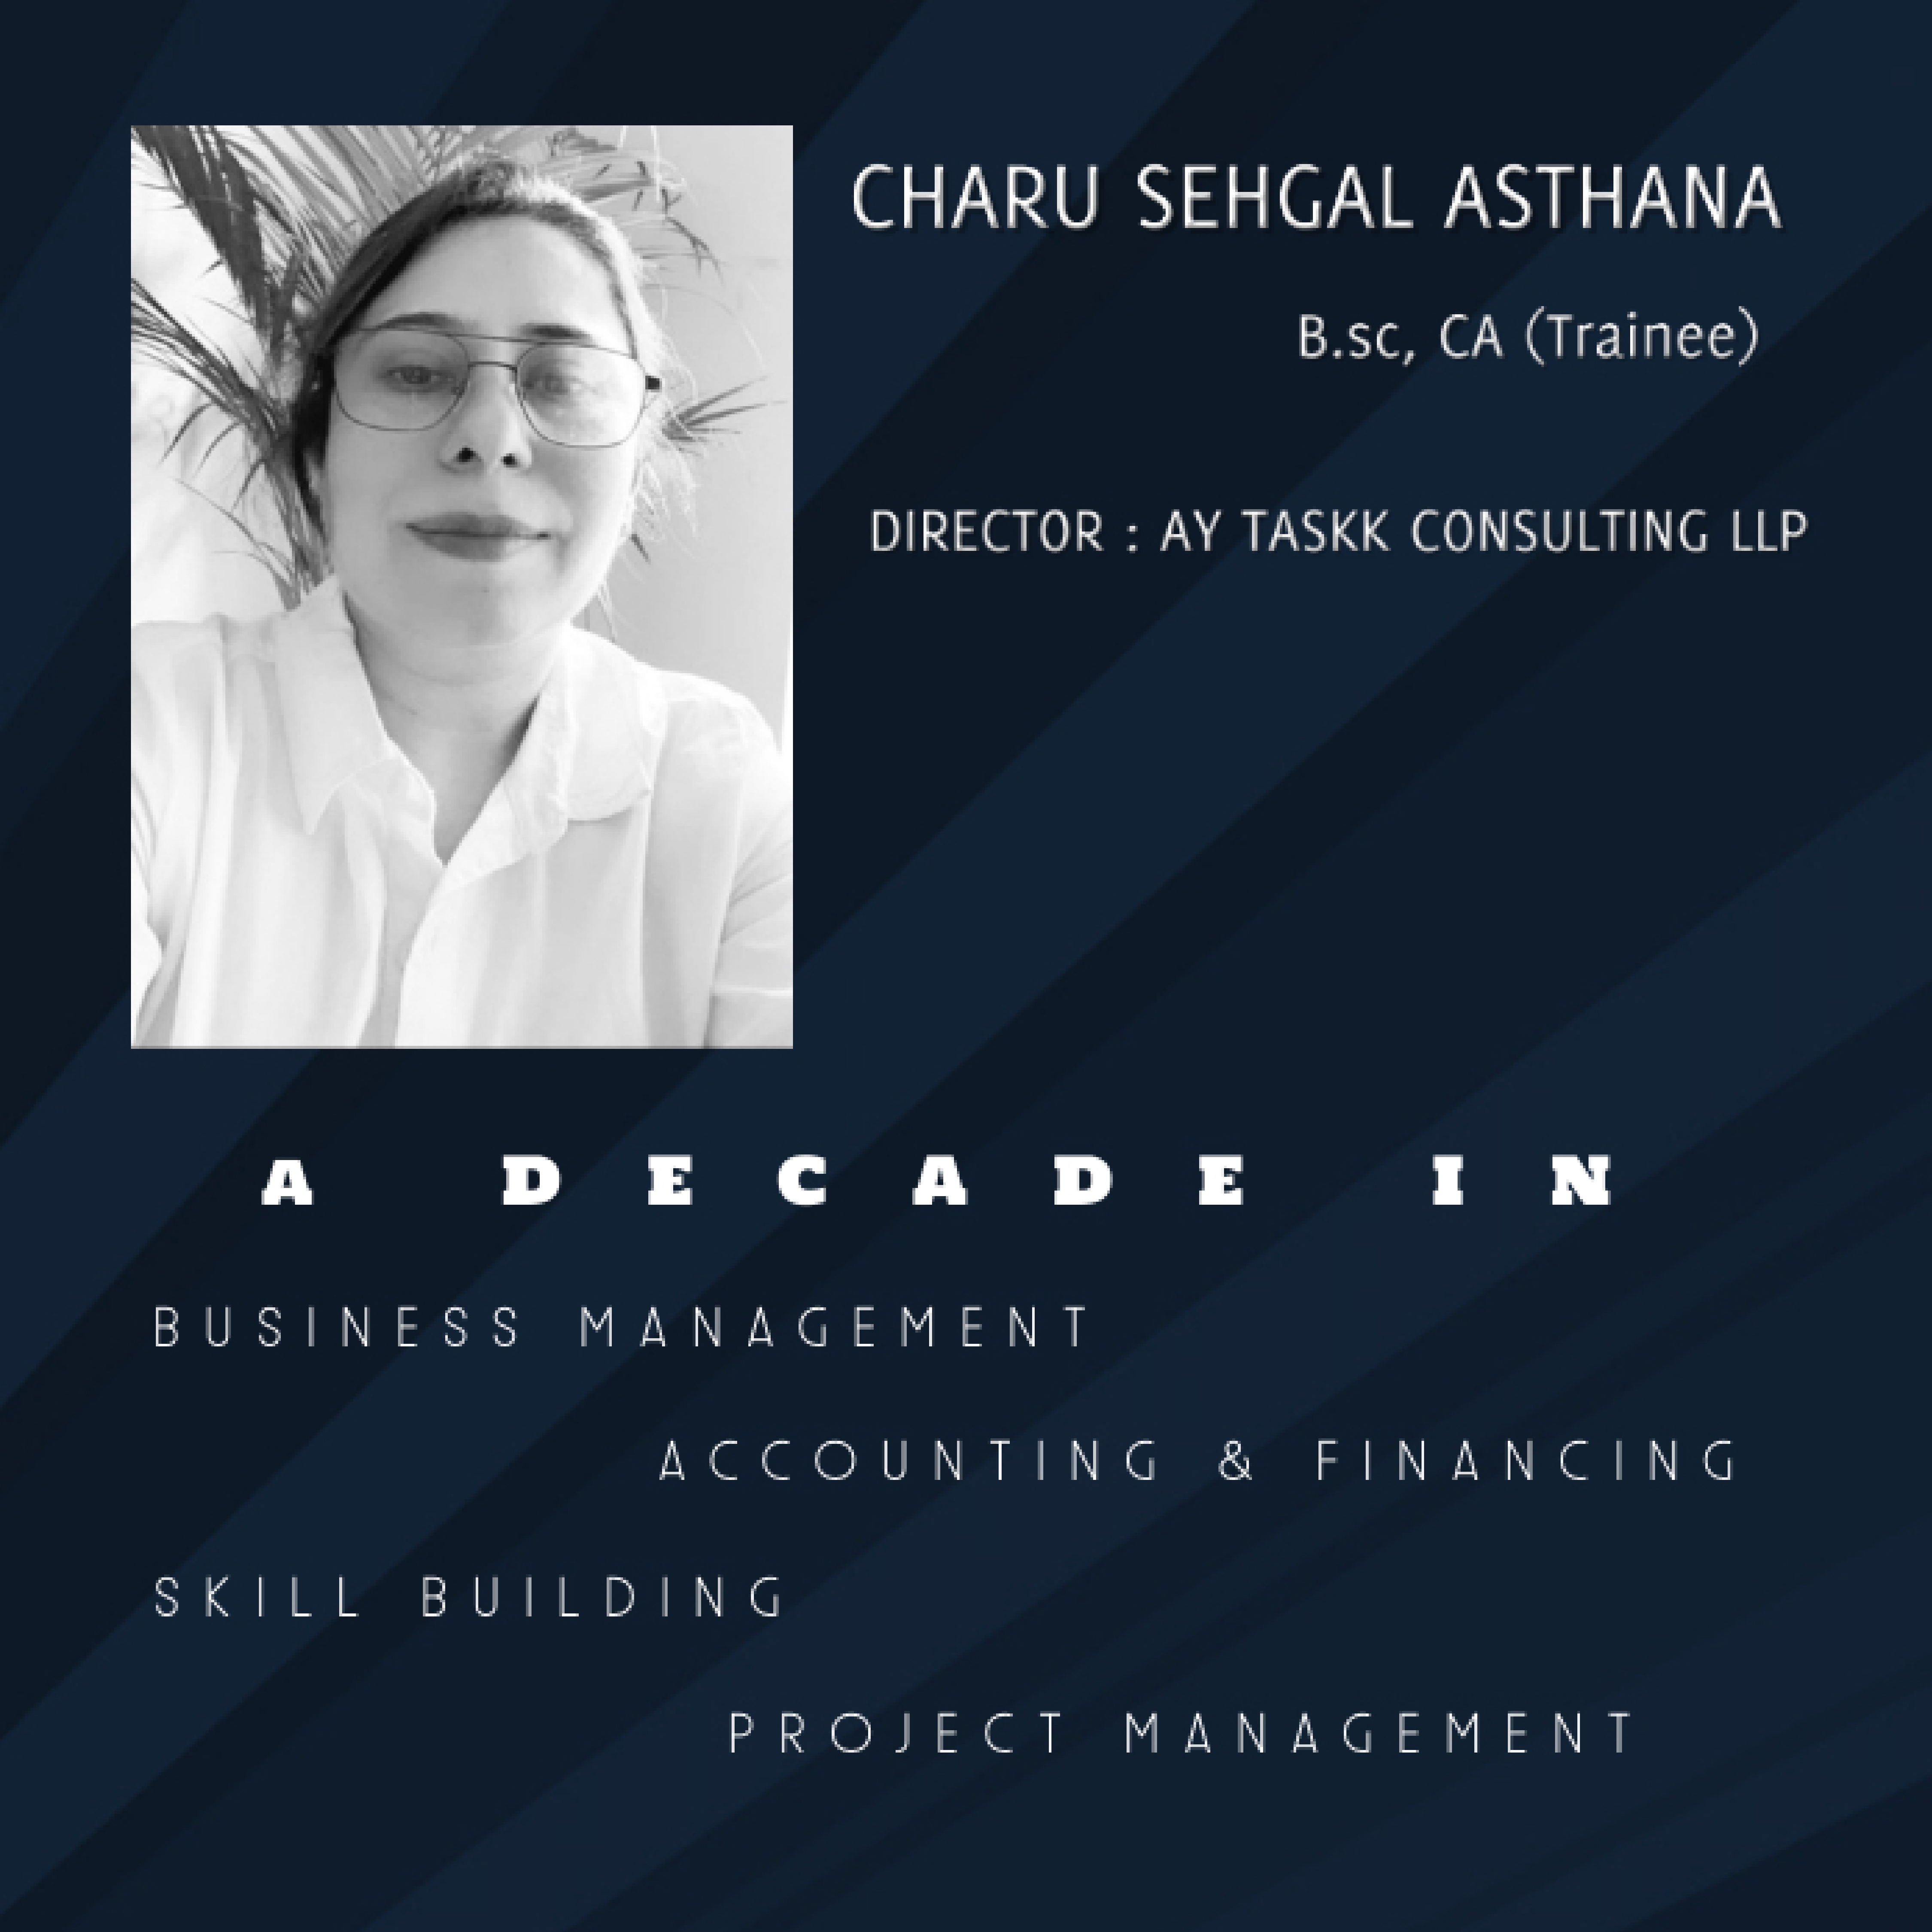 CHARU SEHGAL ASTHANA
B.sc, CA (Trainee)
DIRECTOR : AY TASKK CONSULTING LLP
A DECADE IN
BUSINESS MANAGEMENT
ACCOUNTING & FINANCING
SKILL BUILDING
PROJECT MANAGEMENT